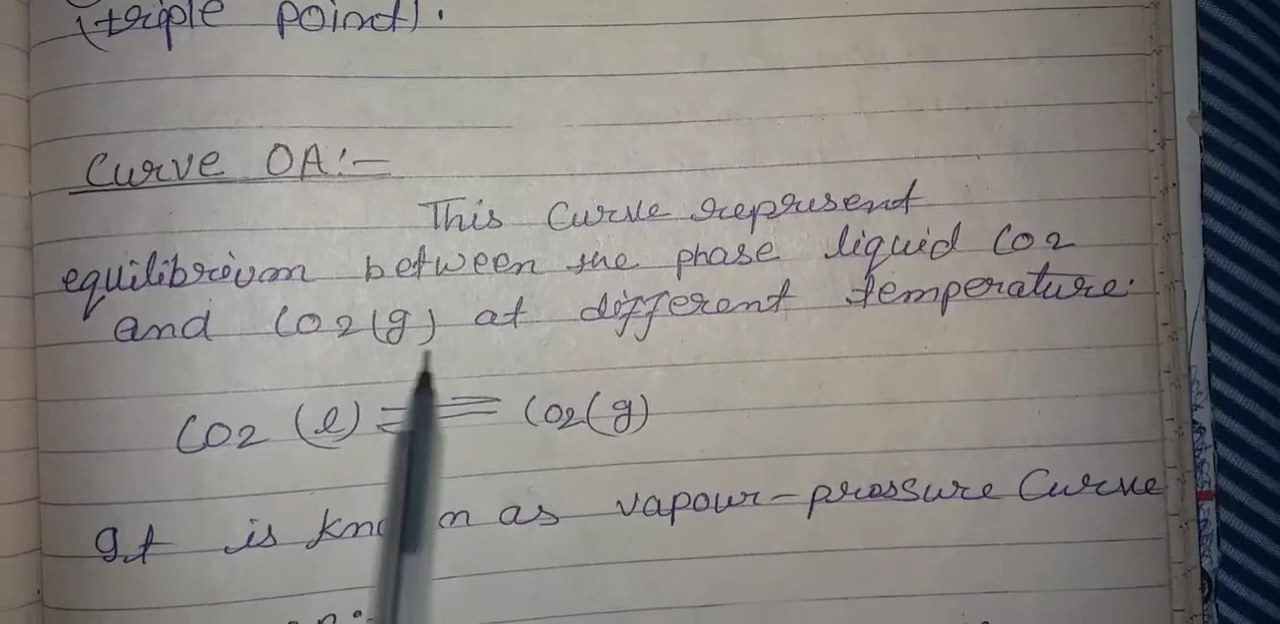 (triple point).
Curve OA:-
This Curve represent
equilibrium between the phase liquid CO2
and CO2(g) at different temperature.
CO2 (l) ⇌ CO2(g)
It is as vapour-pressure Curve